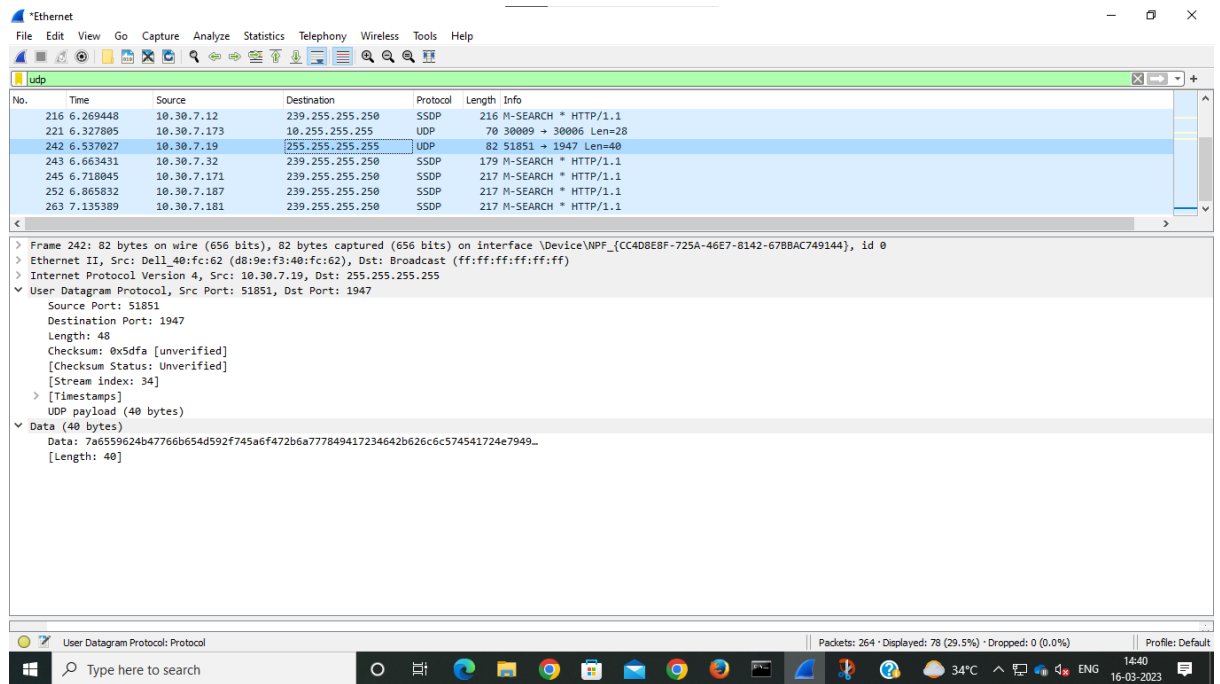 *Ethernet
File Edit View Go Capture Analyze Statistics Telephony Wireless Tools Help
udp
No. Time Source Destination Protocol Length Info
216 6.269448 10.30.7.12 239.255.255.250 SSDP 216 M-SEARCH * HTTP/1.1
221 6.327805 10.30.7.173 10.255.255.255 UDP 70 30009 → 30006 Len=28
242 6.537027 10.30.7.19 255.255.255.255 UDP 82 51851 → 1947 Len=40
243 6.663431 10.30.7.32 239.255.255.250 SSDP 179 M-SEARCH * HTTP/1.1
245 6.718045 10.30.7.171 239.255.255.250 SSDP 217 M-SEARCH * HTTP/1.1
252 6.865832 10.30.7.187 239.255.255.250 SSDP 217 M-SEARCH * HTTP/1.1
263 7.135389 10.30.7.181 239.255.255.250 SSDP 217 M-SEARCH * HTTP/1.1
Frame 242: 82 bytes on wire (656 bits), 82 bytes captured (656 bits) on interface \Device\NPF_{CC4D8E8F-725A-46E7-8142-67BBAC749144}, id 0
Ethernet II, Src: Dell_40:fc:62 (d8:9e:f3:40:fc:62), Dst: Broadcast (ff:ff:ff:ff:ff:ff)
Internet Protocol Version 4, Src: 10.30.7.19, Dst: 255.255.255.255
User Datagram Protocol, Src Port: 51851, Dst Port: 1947
Source Port: 51851
Destination Port: 1947
Length: 48
Checksum: 0x5dfa [unverified]
[Checksum Status: Unverified]
[Stream index: 34]
[Timestamps]
UDP payload (40 bytes)
Data (40 bytes)
Data: 7a6559624b47766b654d592f745a6f472b6a777849417234642b626c6c574541724e7949…
[Length: 40]
User Datagram Protocol: Protocol
Packets: 264 · Displayed: 78 (29.5%) · Dropped: 0 (0.0%)
Profile: Default
Type here to search
34°C
ENG
14:40
16-03-2023